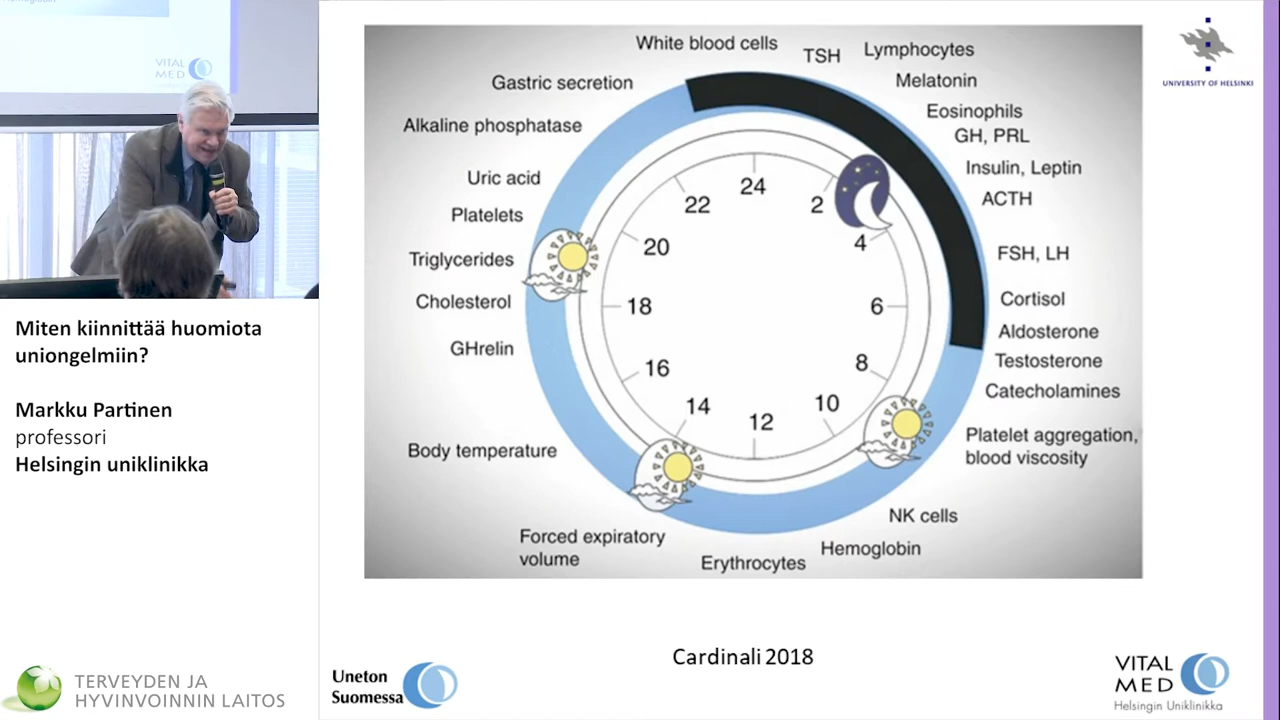 VITAL
MED
Miten kiinnittää huomiota
uniongelmiin?
Markku Partinen
professori
Helsingin uniklinikka
TERVEYDEN JA
HYVINVOINNIN LAITOS
White blood cells
TSH
Lymphocytes
Melatonin
Eosinophils
GH, PRL
Insulin, Leptin
ACTH
FSH, LH
Cortisol
Aldosterone
Testosterone
Catecholamines
Platelet aggregation,
blood viscosity
NK cells
Hemoglobin
Erythrocytes
Forced expiratory
volume
Body temperature
GHrelin
Cholesterol
Triglycerides
Platelets
Uric acid
Alkaline phosphatase
Gastric secretion
24
2
4
6
8
10
12
14
16
18
20
22
UNIVERSITY OF HELSINKI
Cardinali 2018
Uneton
Suomessa
VITAL
MED
Helsingin Uniklinikka